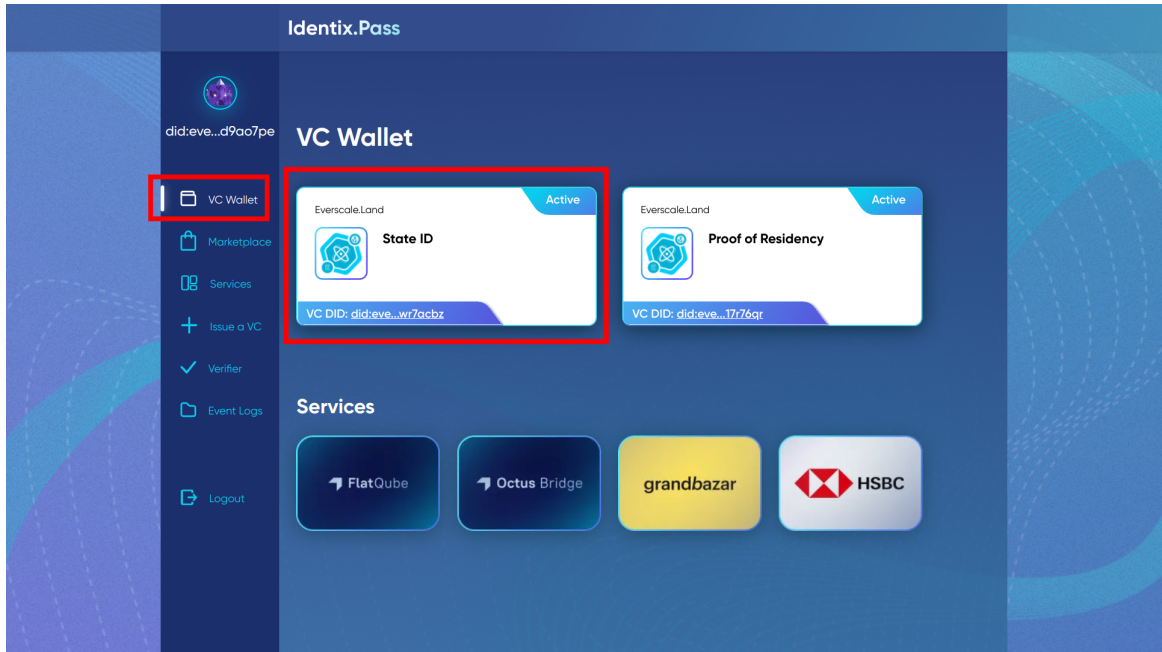 Identix.Pass
did:eve...d9ao7pe
VC Wallet
Marketplace
Services
Issue a VC
Verifier
Event Logs
Logout
VC Wallet
Everscale.Land
Active
State ID
VC DID: did:eve...wr7acbz
Everscale.Land
Active
Proof of Residency
VC DID: did:eve...17r76qr
Services
FlatQube
Octus Bridge
grandbazar
HSBC